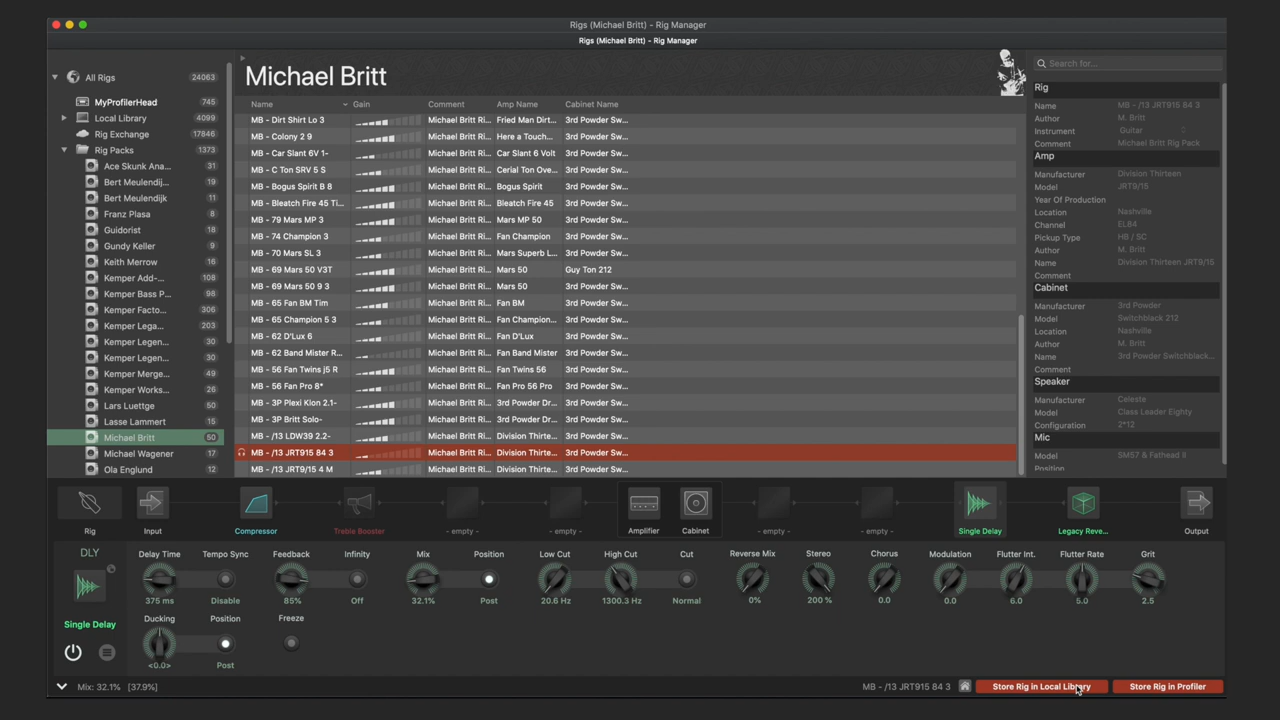 Rigs (Michael Britt) - Rig Manager
Rigs (Michael Britt) - Rig Manager
All Rigs 24063
MyProfilerHead 745
Local Library 4099
Rig Exchange 17846
Rig Packs 1373
Ace Skunk Ana... 31
Bert Meulendij... 19
Bert Meulendijk 11
Franz Plasa 8
Guidorist 18
Gundy Keller 9
Keith Merrow 16
Kemper Add-... 108
Kemper Bass P... 98
Kemper Facto... 306
Kemper Lega... 203
Kemper Legen... 30
Kemper Legen... 30
Kemper Merge... 49
Kemper Works... 26
Lars Luettge 50
Lasse Lammert 15
Michael Britt 50
Michael Wagener 17
Ola Englund 12
Michael Britt
Name Gain Comment Amp Name Cabinet Name
MB - Dirt Shirt Lo 3 Michael Britt Ri... Fried Man Dirt... 3rd Powder Sw...
MB - Colony 2 9 Michael Britt Ri... Here a Touch... 3rd Powder Sw...
MB - Car Slant 6V 1- Michael Britt Ri... Car Slant 6 Volt 3rd Powder Sw...
MB - C Ton SRV 5 S Michael Britt Ri... Cerial Ton Ove... 3rd Powder Sw...
MB - Bogus Spirit B 8 Michael Britt Ri... Bogus Spirit 3rd Powder Sw...
MB - Bleatch Fire 45 Ti... Michael Britt Ri... Bleatch Fire 45 3rd Powder Sw...
MB - 79 Mars MP 3 Michael Britt Ri... Mars MP 50 3rd Powder Sw...
MB - 74 Champion 3 Michael Britt Ri... Fan Champion 3rd Powder Sw...
MB - 70 Mars SL 3 Michael Britt Ri... Mars Superb L... 3rd Powder Sw...
MB - 69 Mars 50 V3T Michael Britt Ri... Mars 50 Guy Ton 212
MB - 69 Mars 50 9 3 Michael Britt Ri... Mars 50 3rd Powder Sw...
MB - 65 Fan BM Tim Michael Britt Ri... Fan BM 3rd Powder Sw...
MB - 65 Champion 5 3 Michael Britt Ri... Fan Champion... 3rd Powder Sw...
MB - 62 D'Lux 6 Michael Britt Ri... Fan D'Lux 3rd Powder Sw...
MB - 62 Band Mister R... Michael Britt Ri... Fan Band Mister 3rd Powder Sw...
MB - 56 Fan Twins j5 R Michael Britt Ri... Fan Twins 56 3rd Powder Sw...
MB - 56 Fan Pro 8* Michael Britt Ri... Fan Pro 56 Pro 3rd Powder Sw...
MB - 3P Plexi Klon 2.1- Michael Britt Ri... 3rd Powder Dr... 3rd Powder Sw...
MB - 3P Britt Solo- Michael Britt Ri... 3rd Powder Dr... 3rd Powder Sw...
MB - /13 LDW39 2.2- Michael Britt Ri... Division Thirte... 3rd Powder Sw...
MB - /13 JRT915 84 3 Michael Britt Ri... Division Thirte... 3rd Powder Sw...
MB - /13 JRT9/15 4 M Michael Britt Ri... Division Thirte... 3rd Powder Sw...
Search for...
Rig
Name MB - /13 JRT915 84 3
Author M. Britt
Instrument Guitar
Comment Michael Britt Rig Pack
Amp
Manufacturer Division Thirteen
Model JRT9/15
Year Of Production
Location Nashville
Channel EL84
Pickup Type HB / SC
Author M. Britt
Name Division Thirteen JRT9/15
Comment
Cabinet
Manufacturer 3rd Powder
Model Switchblack 212
Location Nashville
Author M. Britt
Name 3rd Powder Switchblack...
Comment
Speaker
Manufacturer Celeste
Model Class Leader Eighty
Configuration 2*12
Mic
Model SM57 & Fathead II
Position
Rig Input Compressor Treble Booster - empty - - empty - Amplifier Cabinet - empty - - empty - Single Delay Legacy Reve... Output
DLY
Single Delay
Delay Time Tempo Sync Feedback Infinity Mix Position Low Cut High Cut Cut Reverse Mix Stereo Chorus Modulation Flutter Int. Flutter Rate Grit
375 ms Disable 85% Off 32.1% Post 20.6 Hz 1300.3 Hz Normal 0% 200 % 0.0 0.0 6.0 5.0 2.5
Ducking Position Freeze
<0.0> Post
Mix: 32.1% [37.9%]
MB - /13 JRT915 84 3
Store Rig in Local Library
Store Rig in Profiler